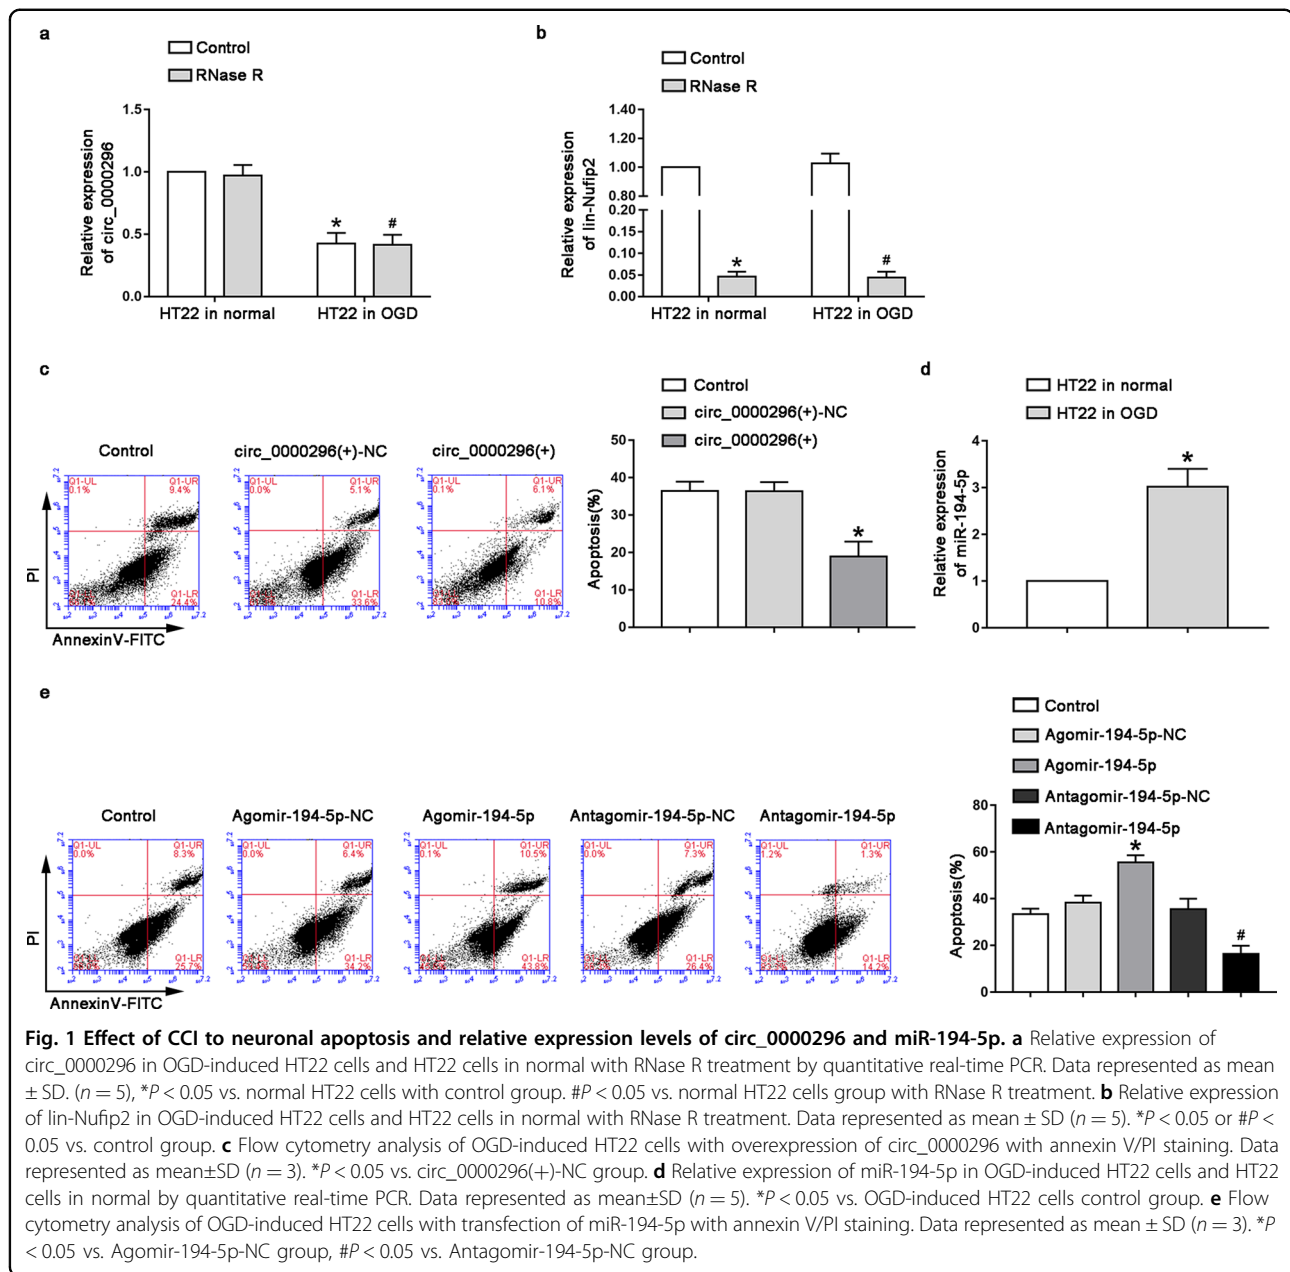 a
Control
RNase R
Relative expression
of circ_0000296
1.5
1.0
0.5
0.0
*
#
HT22 in normal
HT22 in OGD
b
Control
RNase R
Relative expression
of lin-Nufip2
1.40
1.20
1.00
0.80
0.20
0.15
0.10
0.05
0.00
*
#
HT22 in normal
HT22 in OGD
c
Control
circ_0000296(+)-NC
circ_0000296(+)
Q1-UL
0.1%
Q1-UR
9.4%
Q1-LR
24.4%
Q1-UL
0.0%
Q1-UR
5.1%
Q1-LR
33.6%
Q1-UL
0.1%
Q1-UR
6.1%
Q1-LR
10.8%
PI
AnnexinV-FITC
Control
circ_0000296(+)-NC
circ_0000296(+)
Apoptosis(%)
50
40
30
20
10
0
*
d
HT22 in normal
HT22 in OGD
Relative expression
of miR-194-5p
4
3
2
1
0
*
e
Control
Agomir-194-5p-NC
Agomir-194-5p
Antagomir-194-5p-NC
Antagomir-194-5p
Q1-UL
0.0%
Q1-UR
8.3%
Q1-LR
25.7%
Q1-UL
0.0%
Q1-UR
6.4%
Q1-LR
34.2%
Q1-UL
0.1%
Q1-UR
10.5%
Q1-LR
43.8%
Q1-UL
0.0%
Q1-UR
7.3%
Q1-LR
26.4%
Q1-UL
1.2%
Q1-UR
1.3%
Q1-LR
14.2%
PI
AnnexinV-FITC
Control
Agomir-194-5p-NC
Agomir-194-5p
Antagomir-194-5p-NC
Antagomir-194-5p
Apoptosis(%)
80
60
40
20
0
*
#
Fig. 1 Effect of CCI to neuronal apoptosis and relative expression levels of circ_0000296 and miR-194-5p. a Relative expression of
circ_0000296 in OGD-induced HT22 cells and HT22 cells in normal with RNase R treatment by quantitative real-time PCR. Data represented as mean
± SD. (n = 5), *P < 0.05 vs. normal HT22 cells with control group. #P < 0.05 vs. normal HT22 cells group with RNase R treatment. b Relative expression
of lin-Nufip2 in OGD-induced HT22 cells and HT22 cells in normal with RNase R treatment. Data represented as mean ± SD (n = 5). *P < 0.05 or #P <
0.05 vs. control group. c Flow cytometry analysis of OGD-induced HT22 cells with overexpression of circ_0000296 with annexin V/PI staining. Data
represented as mean±SD (n = 3). *P < 0.05 vs. circ_0000296(+)-NC group. d Relative expression of miR-194-5p in OGD-induced HT22 cells and HT22
cells in normal by quantitative real-time PCR. Data represented as mean±SD (n = 5). *P < 0.05 vs. OGD-induced HT22 cells control group. e Flow
cytometry analysis of OGD-induced HT22 cells with transfection of miR-194-5p with annexin V/PI staining. Data represented as mean ± SD (n = 3). *P
< 0.05 vs. Agomir-194-5p-NC group, #P < 0.05 vs. Antagomir-194-5p-NC group.